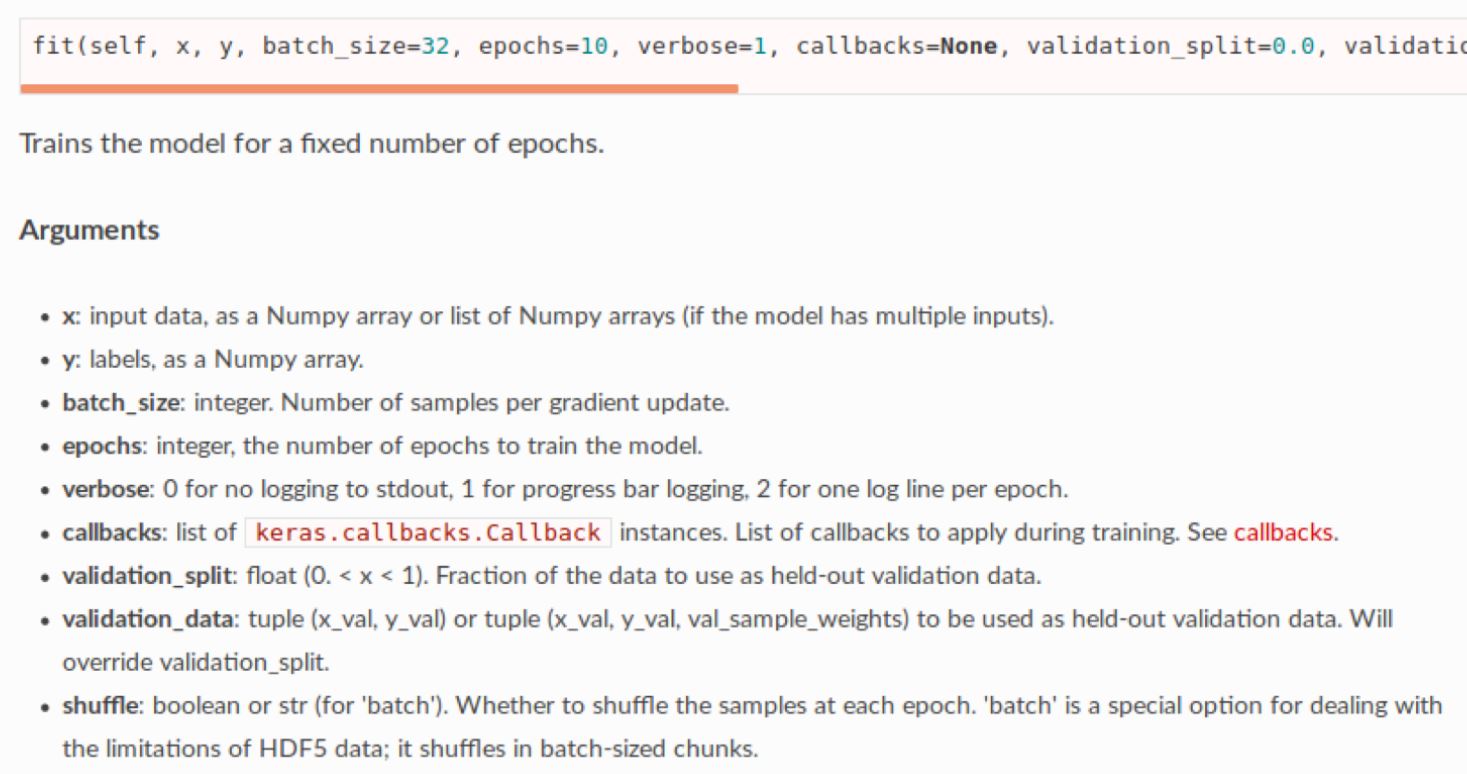 fit(self, x, y, batch_size=32, epochs=10, verbose=1, callbacks=None, validation_split=0.0,
Trains the model for a fixed number of epochs.
Arguments
• x: input data, as a Numpy array or list of Numpy arrays (if the model has multiple inputs).
• y: labels, as a Numpy array.
• batch_size: integer. Number of samples per gradient update.
• epochs: integer, the number of epochs to train the model.
• verbose: 0 for no logging to stdout, 1 for progress bar logging, 2 for one log line per epoch.
• callbacks: list of keras.callbacks.Callback instances. List of callbacks to apply during training. See callbacks.
• validation_split: float (0. < x < 1). Fraction of the data to use as held-out validation data.
• validation_data: tuple (x_val, y_val) or tuple (x_val, y_val, val_sample_weights) to be used as held-out validation data. Will
override validation_split.
• shuffle: boolean or str (for 'batch'). Whether to shuffle the samples at each epoch. 'batch' is a special option for dealing with
the limitations of HDF5 data; it shuffles in batch-sized chunks.